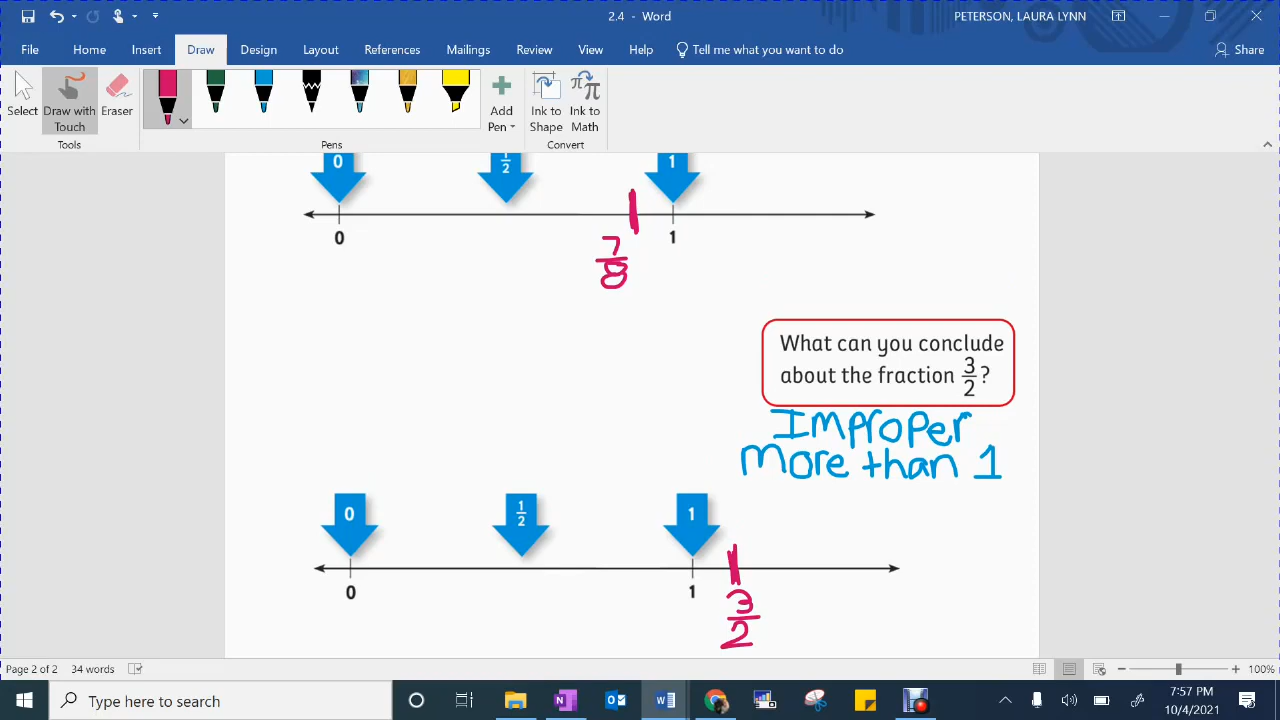 2.4 - Word
PETERSON, LAURA LYNN
File Home Insert Draw Design Layout References Mailings Review View Help Tell me what you want to do Share
Select
Draw with Touch
Eraser
Add Pen
Ink to Shape
Ink to Math
Tools
Pens
Convert
0 1/2 1
0 1
7/8
What can you conclude
about the fraction 3/2?
Improper
more than 1
0 1/2 1
0 1
3/2
Page 2 of 2 34 words 100%
Type here to search
7:57 PM
10/4/2021